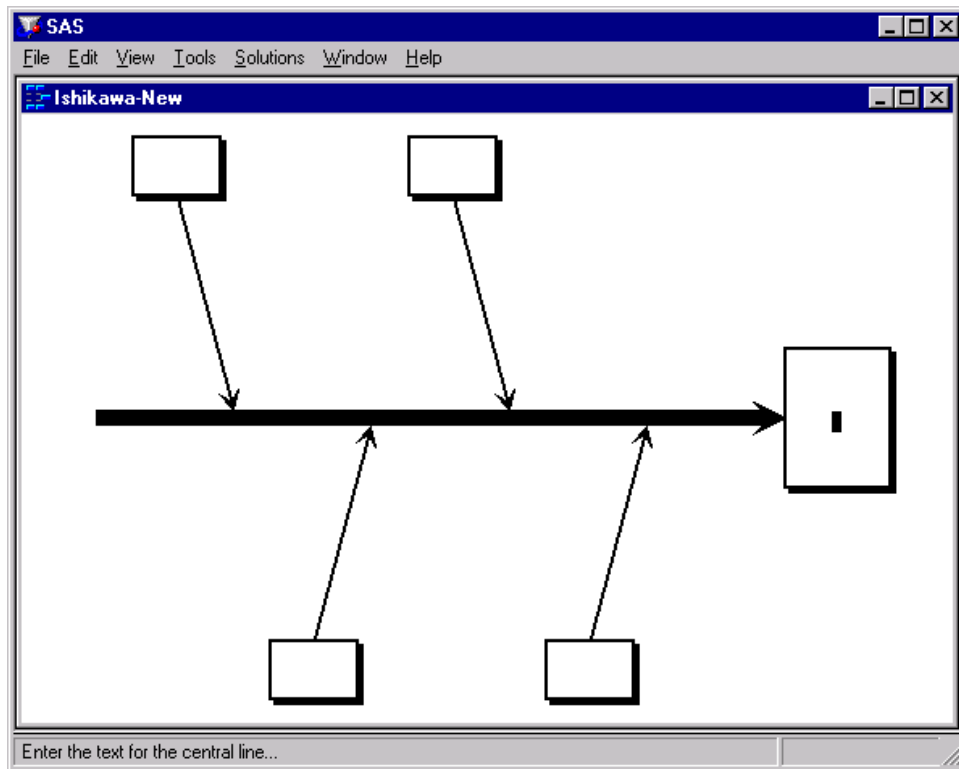 SAS
File Edit View Tools Solutions Window Help
Ishikawa-New
Enter the text for the central line...